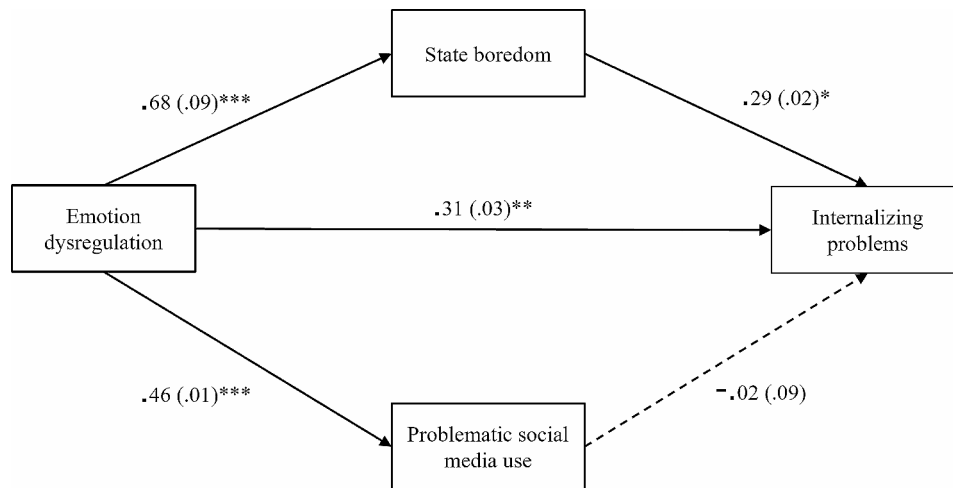 State boredom
.68 (.09)***
.29 (.02)*
Emotion
dysregulation
.31 (.03)**
Internalizing
problems
.46 (.01)***
-.02 (.09)
Problematic social
media use